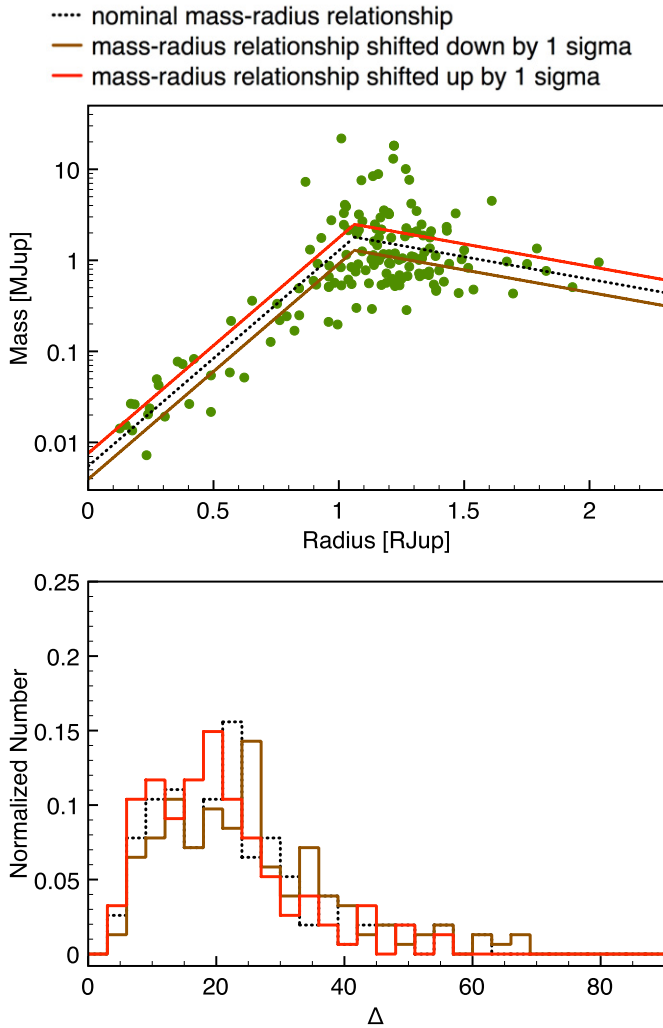 nominal mass-radius relationship
mass-radius relationship shifted down by 1 sigma
mass-radius relationship shifted up by 1 sigma
10
1
0.1
0.01
Mass [MJup]
0 0.5 1 1.5 2
Radius [RJup]
0.25
0.2
0.15
0.1
0.05
0
Normalized Number
0 20 40 60 80
Δ